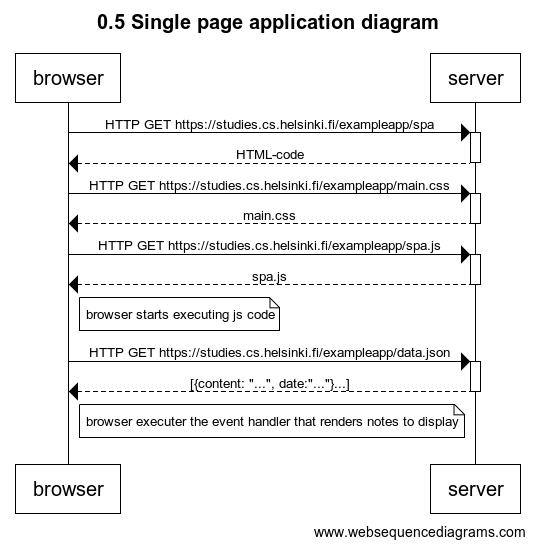 0.5 Single page application diagram
browser
server
HTTP GET https://studies.cs.helsinki.fi/exampleapp/spa
HTML-code
HTTP GET https://studies.cs.helsinki.fi/exampleapp/main.css
main.css
HTTP GET https://studies.cs.helsinki.fi/exampleapp/spa.js
spa.js
browser starts executing js code
HTTP GET https://studies.cs.helsinki.fi/exampleapp/data.json
[{content: "...", date:"..."}...]
browser executer the event handler that renders notes to display
browser
server
www.websequencediagrams.com